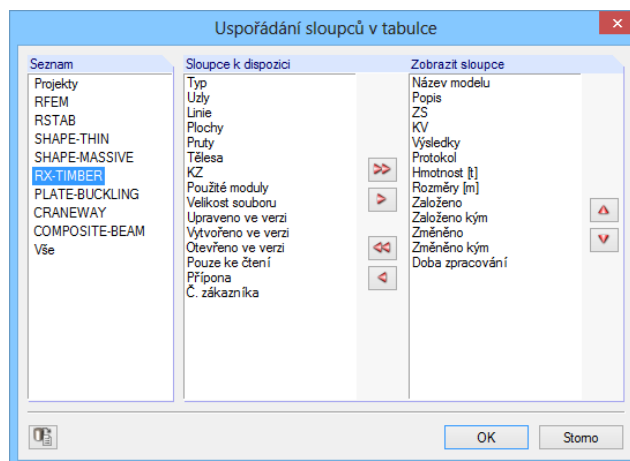 Uspořádání sloupců v tabulce
Seznam
Projekty
RFEM
RSTAB
SHAPE-THIN
SHAPE-MASSIVE
RX-TIMBER
PLATE-BUCKLING
CRANEWAY
COMPOSITE-BEAM
Vše
Sloupce k dispozici
Typ
Uzly
Linie
Plochy
Pruty
Tělesa
KZ
Použité moduly
Velikost souboru
Upraveno ve verzi
Vytvořeno ve verzi
Otevřeno ve verzi
Pouze ke čtení
Přípona
Č. zákazníka
Zobrazit sloupce
Název modelu
Popis
ZS
KV
Výsledky
Protokol
Hmotnost [t]
Rozměry [m]
Založeno
Založeno kým
Změněno
Změněno kým
Doba zpracování
OK
Storno